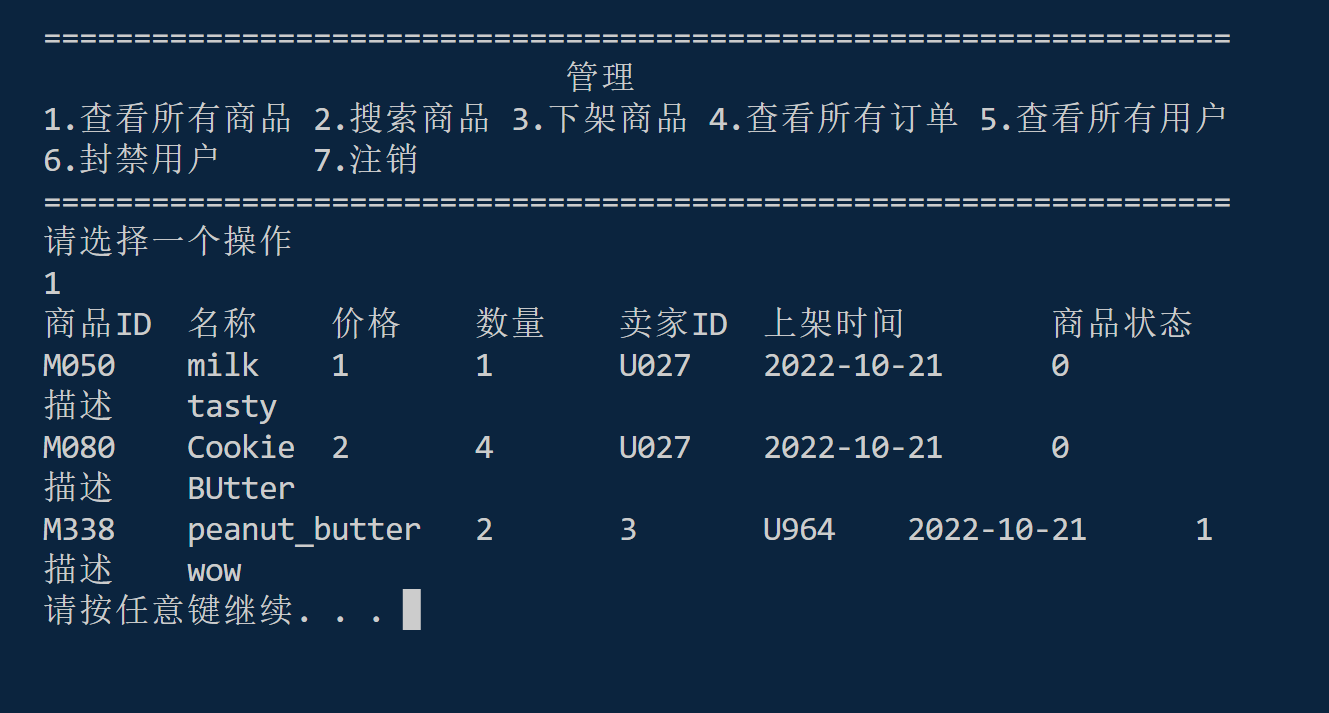 ==================================================================
管理
1.查看所有商品 2.搜索商品 3.下架商品 4.查看所有订单 5.查看所有用户
6.封禁用户 7.注销
==================================================================
请选择一个操作
1
商品ID 名称 价格 数量 卖家ID 上架时间 商品状态
M050 milk 1 1 U027 2022-10-21 0
描述 tasty
M080 Cookie 2 4 U027 2022-10-21 0
描述 BUtter
M338 peanut_butter 2 3 U964 2022-10-21 1
描述 wow
请按任意键继续. . .